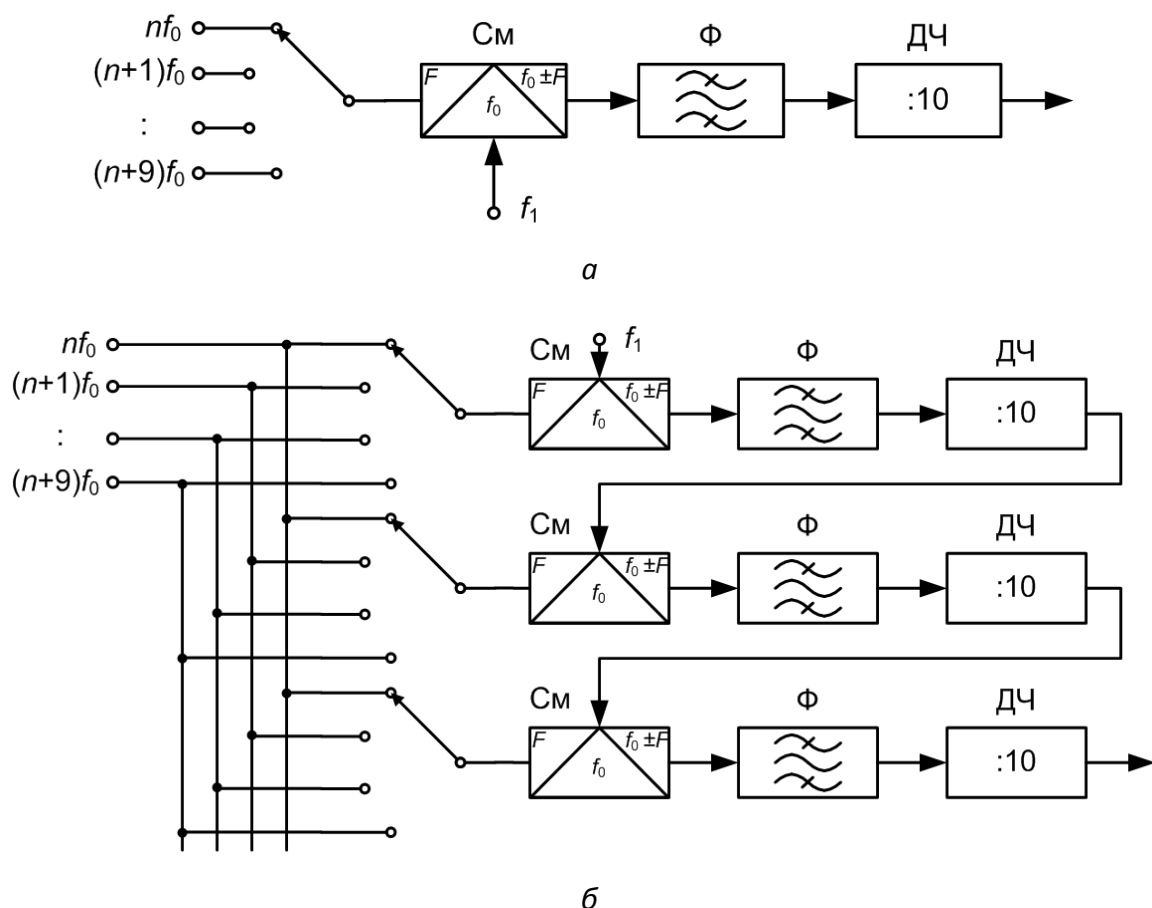 nf₀ См Ф ДЧ
F f₀ ±F
(n+1)f₀ f₀ :10
:
(n+9)f₀
f₁
а
nf₀ См f₁ Ф ДЧ
(n+1)f₀ F f₀ ±F
f₀ :10
:
(n+9)f₀
См Ф ДЧ
F f₀ ±F
f₀ :10
См Ф ДЧ
F f₀ ±F
f₀ :10
б